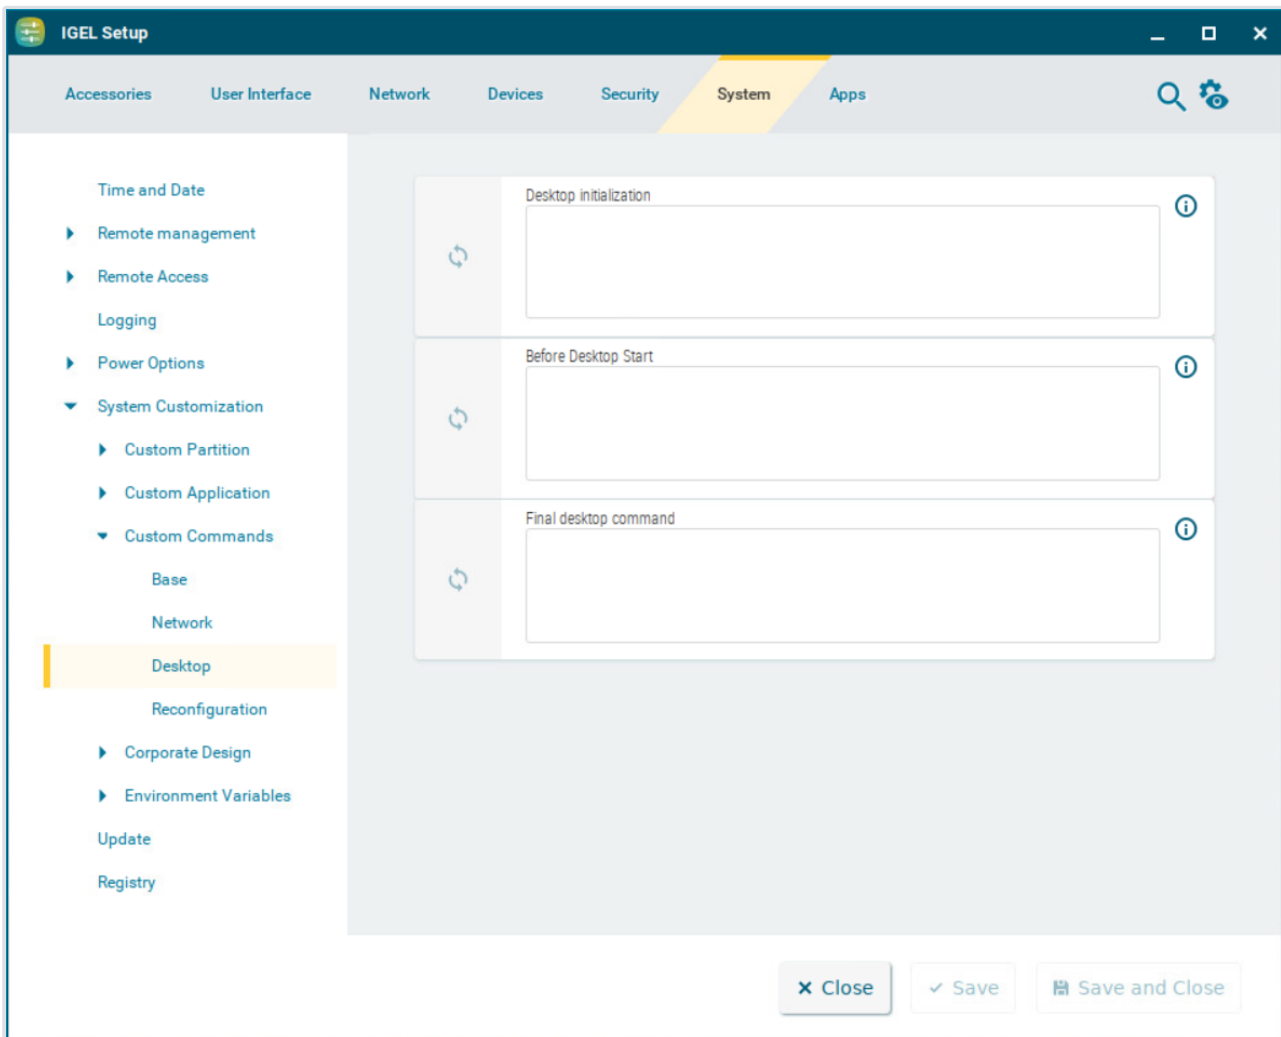 IGEL Setup
Accessories User Interface Network Devices Security System Apps
Time and Date
Remote management
Remote Access
Logging
Power Options
System Customization
Custom Partition
Custom Application
Custom Commands
Base
Network
Desktop
Reconfiguration
Corporate Design
Environment Variables
Update
Registry
Desktop initialization
Before Desktop Start
Final desktop command
Close Save Save and Close